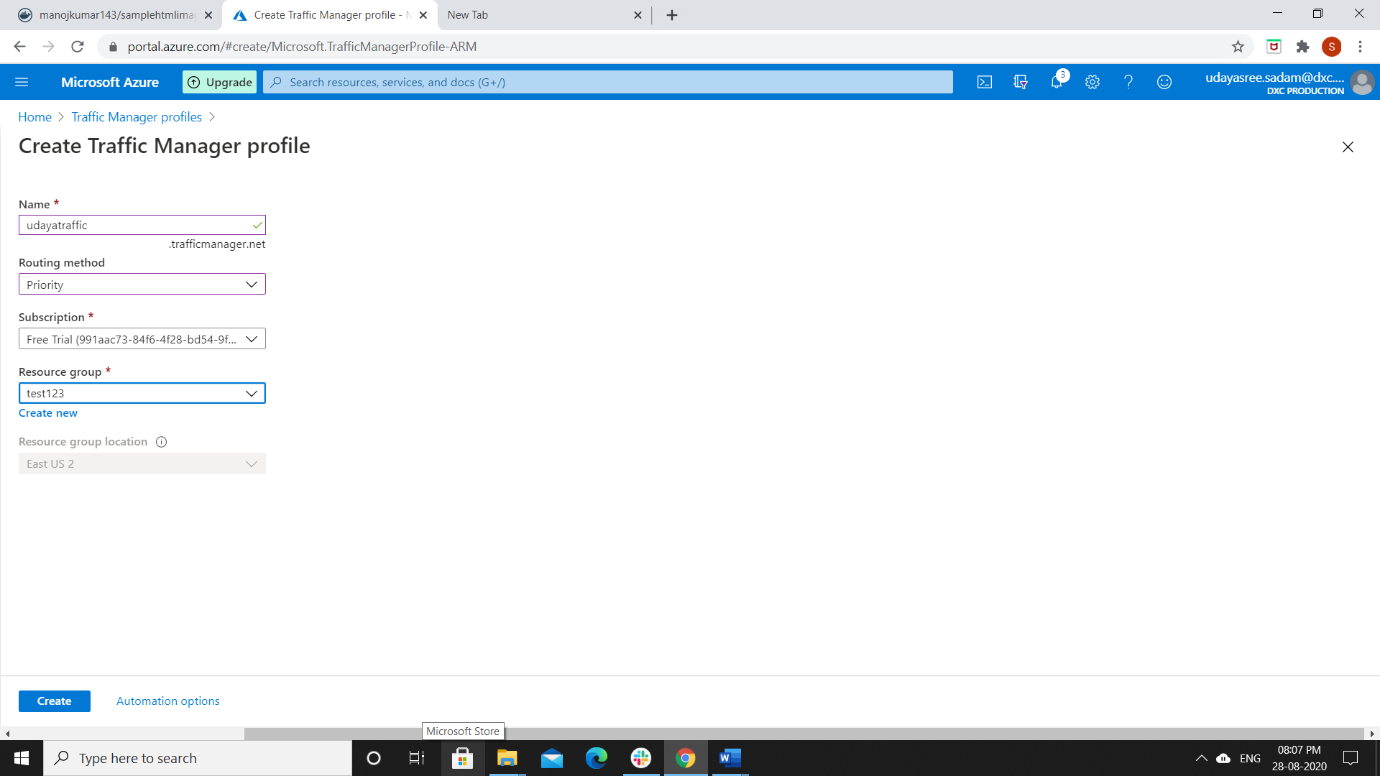 manojkumar143/samplehtmlima
Create Traffic Manager profile -
New Tab
portal.azure.com/#create/Microsoft.TrafficManagerProfile-ARM
S
Microsoft Azure
Upgrade
Search resources, services, and docs (G+/)
3
udayasree.sadam@dxc....
DXC PRODUCTION
Home > Traffic Manager profiles >
Create Traffic Manager profile
Name *
udayatraffic
.trafficmanager.net
Routing method
Priority
Subscription *
Free Trial (991aac73-84f6-4f28-bd54-9f...
Resource group *
test123
Create new
Resource group location
East US 2
Create
Automation options
Microsoft Store
Type here to search
ENG
08:07 PM
28-08-2020